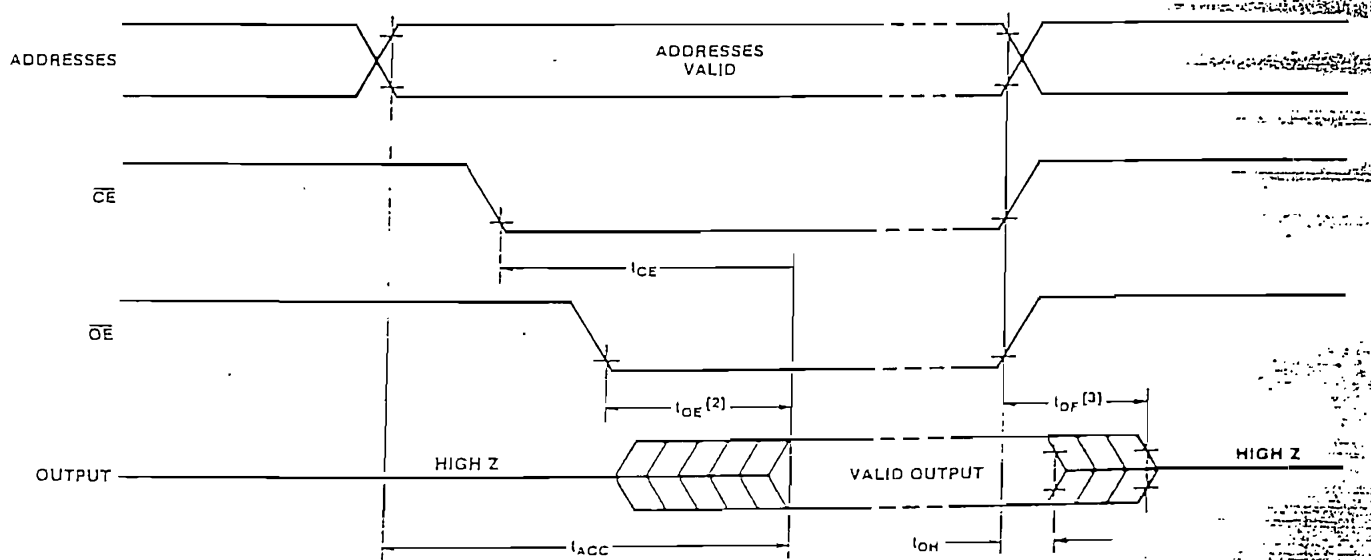 ADDRESSES
ADDRESSES
VALID
CE
tCE
OE
tOE [2]
tDF [3]
OUTPUT
HIGH Z
VALID OUTPUT
HIGH Z
tACC
tOH